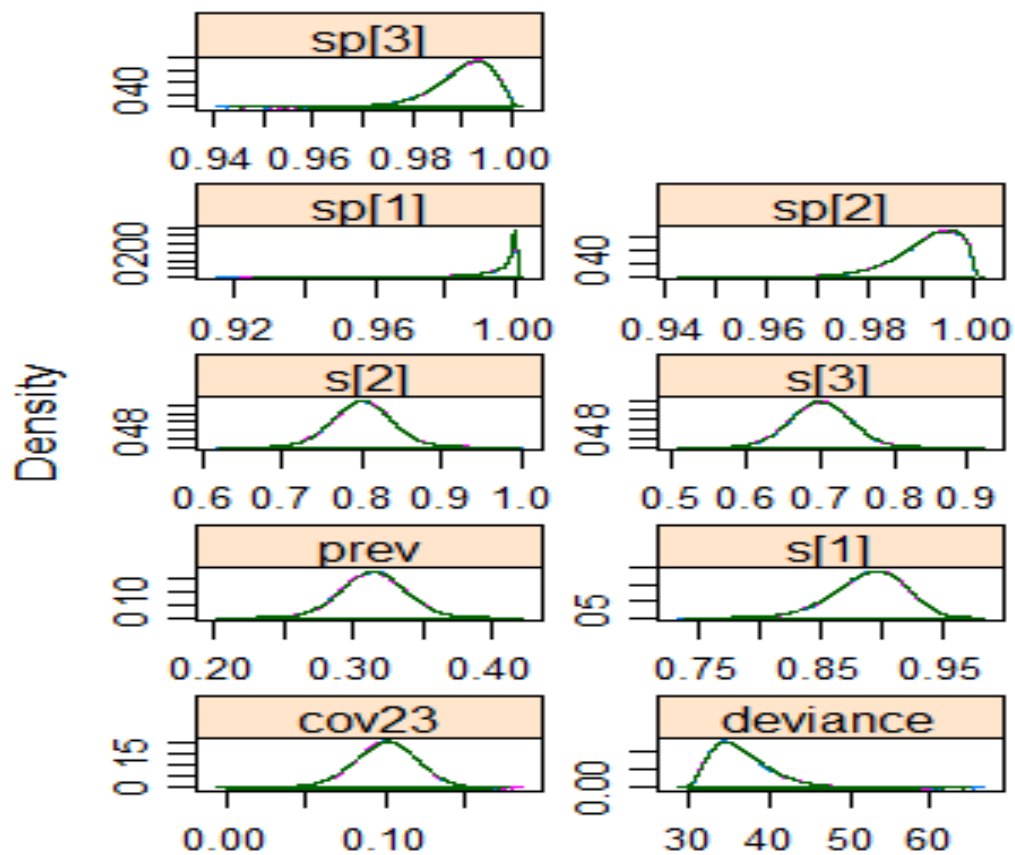 sp[3]
040
0.94 0.96 0.98 1.00
sp[1]
sp[2]
0200
040
0.92 0.96 1.00
0.94 0.96 0.98 1.00
s[2]
s[3]
048
048
0.6 0.7 0.8 0.9 1.0
0.5 0.6 0.7 0.8 0.9
Density
prev
s[1]
010
05
0.20 0.30 0.40
0.75 0.85 0.95
cov23
deviance
0 15
0.00
0.00 0.10
30 40 50 60